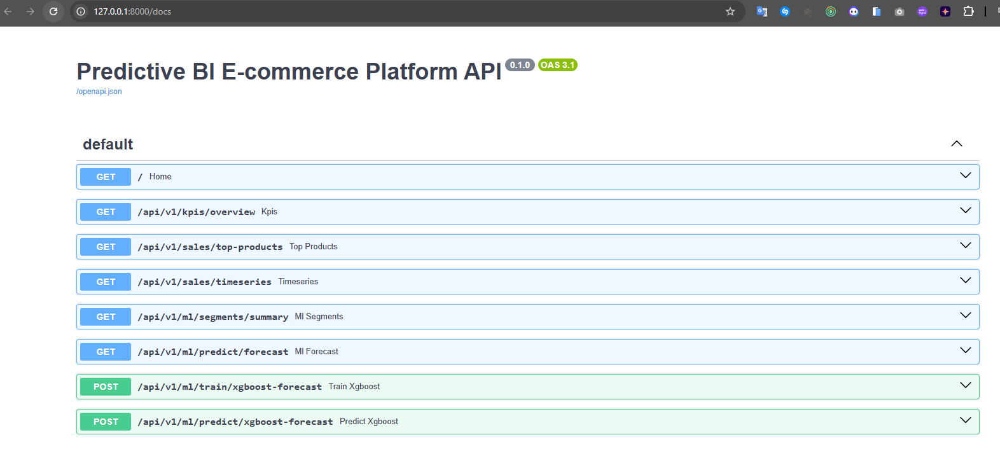 127.0.0.1:8000/docs
Predictive BI E-commerce Platform API 0.1.0 OAS 3.1
/openapi.json
default
GET / Home
GET /api/v1/kpis/overview Kpis
GET /api/v1/sales/top-products Top Products
GET /api/v1/sales/timeseries Timeseries
GET /api/v1/ml/segments/summary Ml Segments
GET /api/v1/ml/predict/forecast Ml Forecast
POST /api/v1/ml/train/xgboost-forecast Train Xgboost
POST /api/v1/ml/predict/xgboost-forecast Predict Xgboost